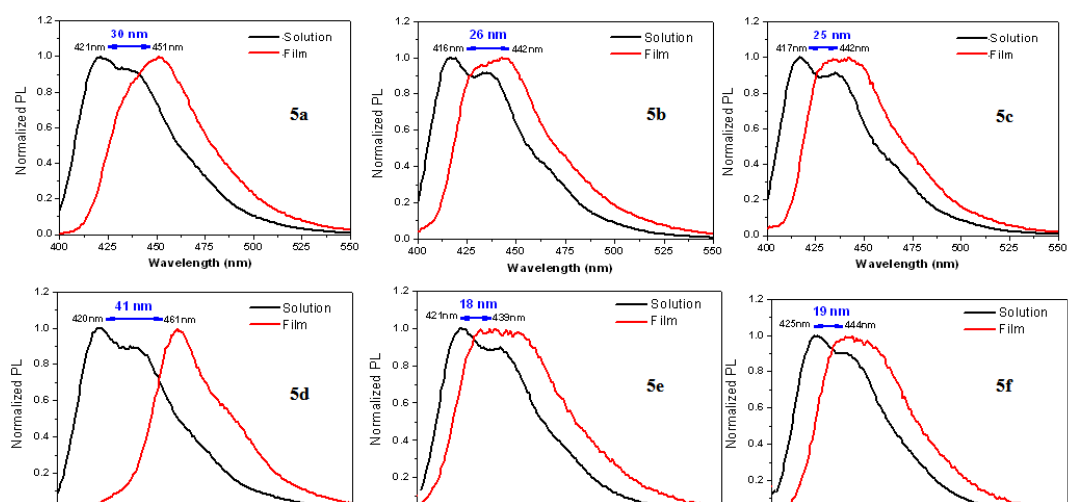 1.2
1.0
0.8
0.6
0.4
0.2
0.0
Normalized PL
30 nm
421nm 451nm
Solution
Film
5a
400 425 450 475 500 525 550
Wavelength (nm)
1.2
1.0
0.8
0.6
0.4
0.2
0.0
Normalized PL
26 nm
416nm 442nm
Solution
Film
5b
400 425 450 475 500 525 550
Wavelength (nm)
1.2
1.0
0.8
0.6
0.4
0.2
0.0
Normalized PL
25 nm
417nm 442nm
Solution
Film
5c
400 425 450 475 500 525 550
Wavelength (nm)
1.2
1.0
0.8
0.6
0.4
0.2
Normalized PL
41 nm
420nm 461nm
Solution
Film
5d
1.2
1.0
0.8
0.6
0.4
0.2
Normalized PL
18 nm
421nm 439nm
Solution
Film
5e
1.2
1.0
0.8
0.6
0.4
0.2
Normalized PL
19 nm
425nm 444nm
Solution
Film
5f